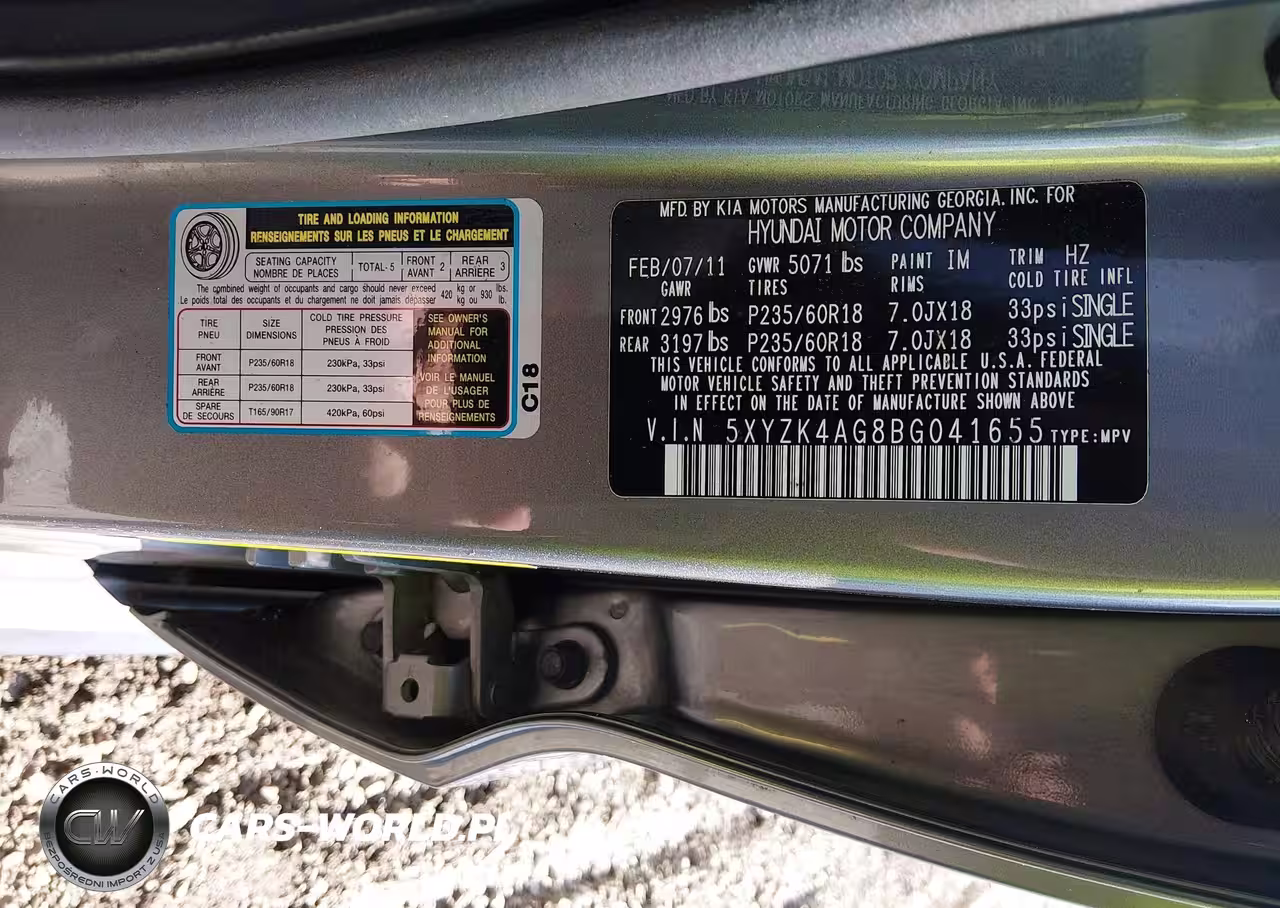 TIRE AND LOADING INFORMATION
RENSEIGNEMENTS SUR LES PNEUS ET LE CHARGEMENT
SEATING CAPACITY
NOMBRE DE PLACES
TOTAL-5
FRONT
AVANT 2
REAR
ARRIÈRE 3
The combined weight of occupants and cargo should never exceed
Le poids total des occupants et du chargement ne doit jamais dépasser
420
kg or
kg ou
930
lbs.
lb.
TIRE
PNEU
SIZE
DIMENSIONS
COLD TIRE PRESSURE
PRESSION DES
PNEUS À FROID
FRONT
AVANT
P235/60R18
230kPa, 33psi
REAR
ARRIÉRE
P235/60R18
230kPa, 33psi
SPARE
DE SECOURS
T165/90R17
420kPa, 60psi
SEE OWNER'S
MANUAL FOR
ADDITIONAL
INFORMATION
VOIR LE MANUEL
DE L'USAGER
POUR PLUS DE
RENSEIGNEMENTS
C18
MFD. BY KIA MOTORS MANUFACTURING GEORGIA. INC. FOR
HYUNDAI MOTOR COMPANY
FEB/07/11 GVWR 5071 lbs PAINT IM TRIM HZ
GAWR TIRES RIMS COLD TIRE INFL
FRONT 2976 lbs P235/60R18 7.0JX18 33psi SINGLE
REAR 3197 lbs P235/60R18 7.0JX18 33psi SINGLE
THIS VEHICLE CONFORMS TO ALL APPLICABLE U.S.A. FEDERAL
MOTOR VEHICLE SAFETY AND THEFT PREVENTION STANDARDS
IN EFFECT ON THE DATE OF MANUFACTURE SHOWN ABOVE
V.I.N 5XYZK4AG8BG041655 TYPE:MPV
CARS-WORLD
CW
BEZPOŚREDNI IMPORT Z USA
CARS-WORLD.PL